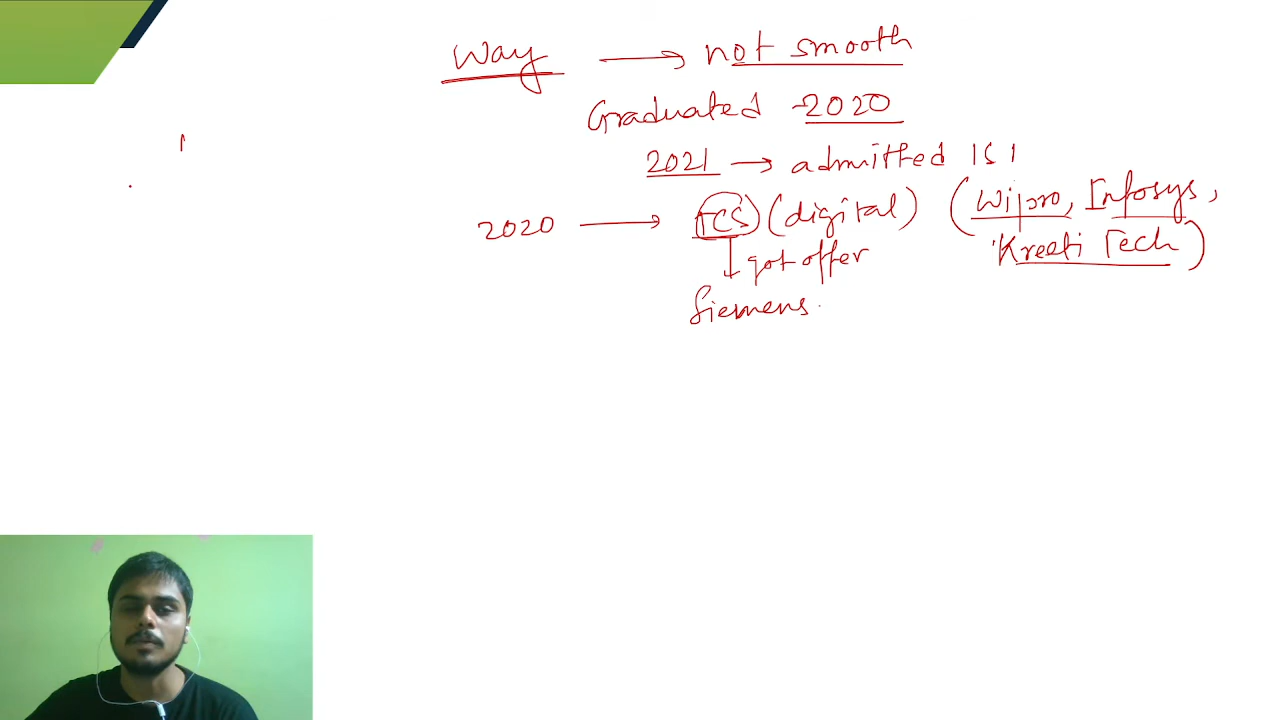 Way → not smooth
Graduated - 2020
2021 → admitted ISI
2020 → TCS (digital) (Wipro, Infosys,
Kreeti Tech)
↓ got offer
Siemens.